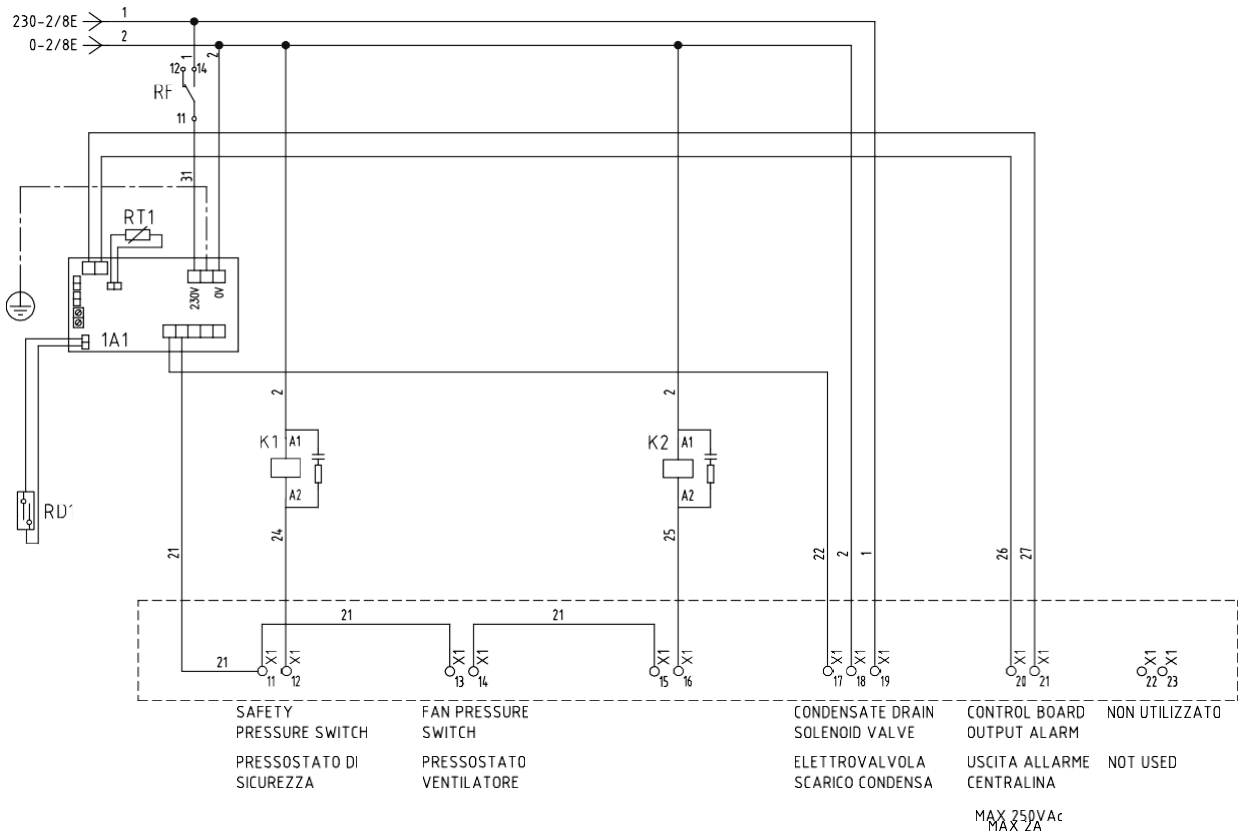 230-2/8E 1
0-2/8E 2
1 2
12 14
RF
11
31
RT1
230V 0V
1A1
2 2
K1 A1 K2 A1
A2 A2
RD1
21 24 25 22 2 1 26 27
21 21
21
X1 X1 X1 X1 X1 X1 X1 X1 X1 X1 X1 X1 X1
11 12 13 14 15 16 17 18 19 20 21 22 23
SAFETY
PRESSURE SWITCH
PRESSOSTATO DI
SICUREZZA
FAN PRESSURE
SWITCH
PRESSOSTATO
VENTILATORE
CONDENSATE DRAIN
SOLENOID VALVE
ELETTROVALVOLA
SCARICO CONDENSA
CONTROL BOARD
OUTPUT ALARM
USCITA ALLARME
CENTRALINA
MAX 250VAc
MAX 2A
NON UTILIZZATO
NOT USED